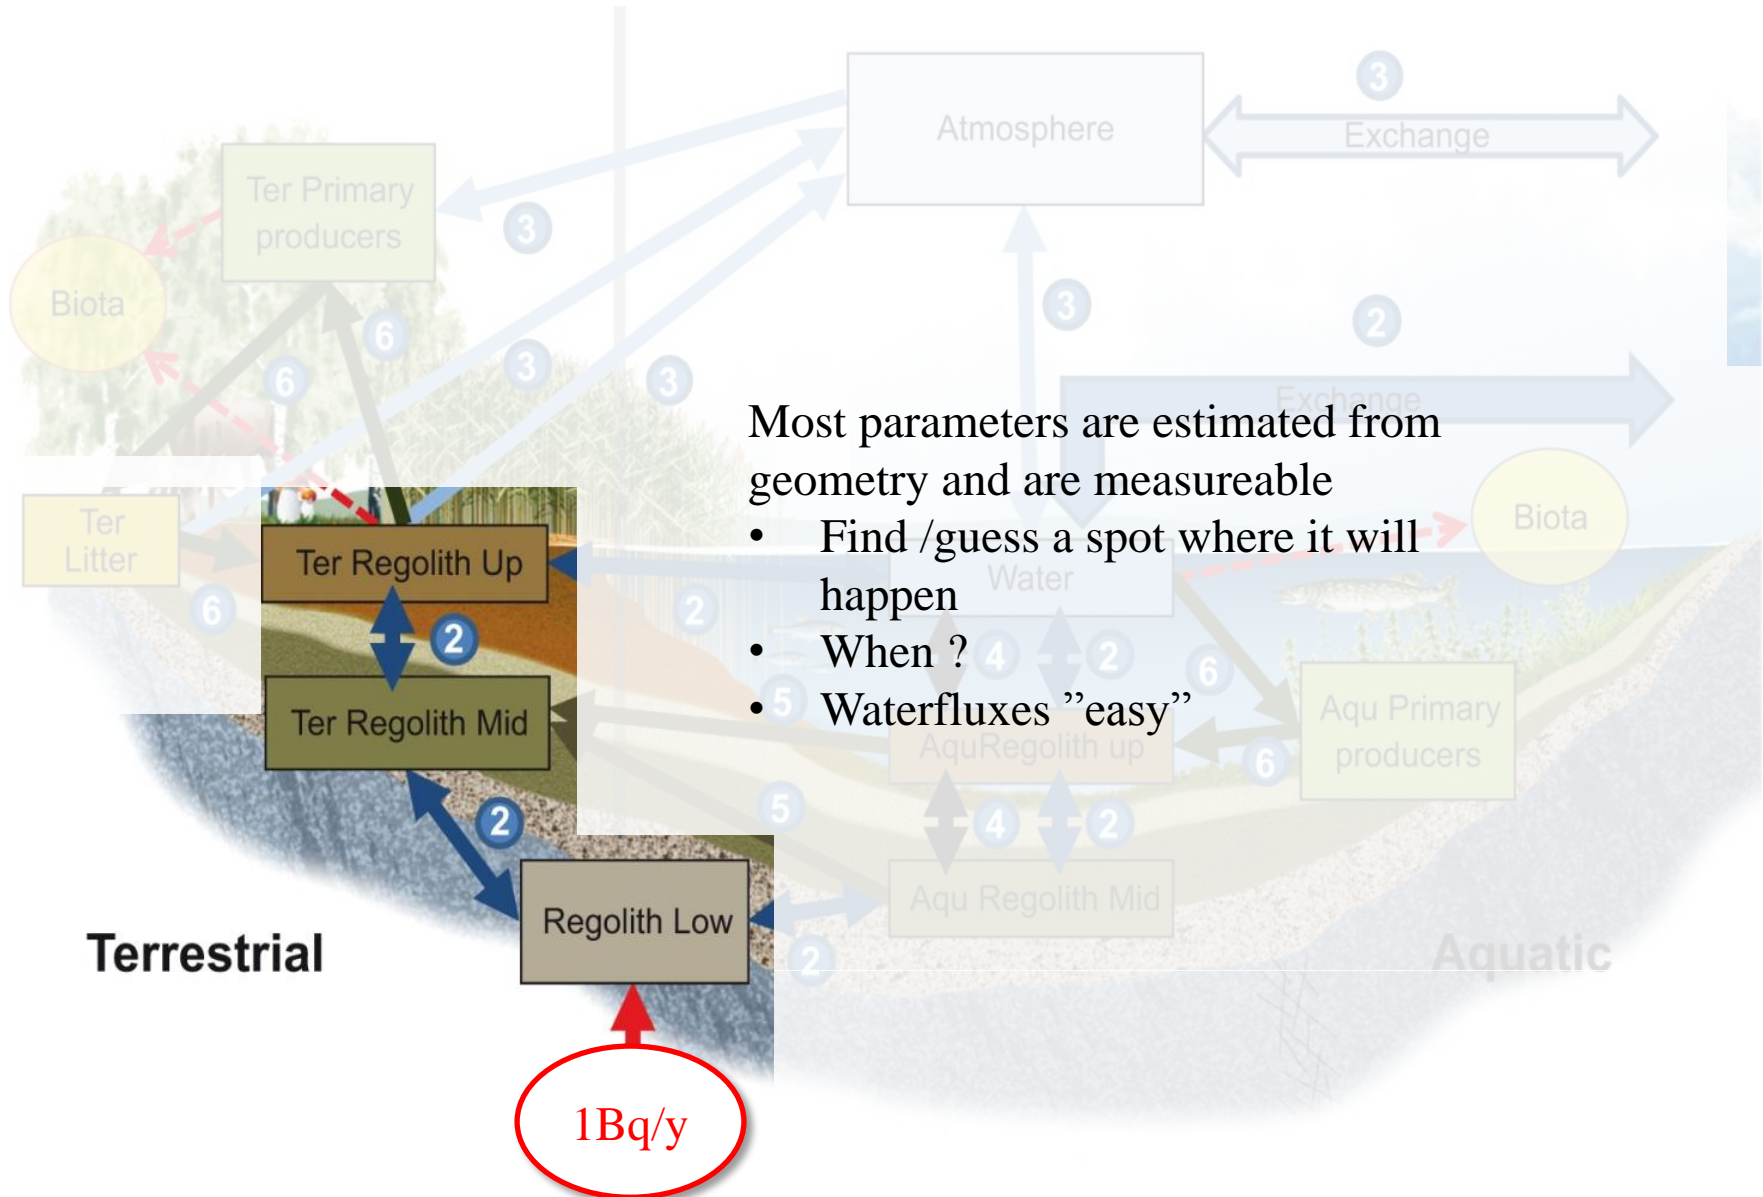 3
Atmosphere
Exchange
Ter Primary
producers
3
Biota
3
2
6
3
3
6
Exchange
Most parameters are estimated from
geometry and are measureable
• Find /guess a spot where it will
happen
• When ?
• Waterfluxes ”easy”
Ter
Litter
Ter Regolith Up
Water
Biota
6
2
2
4
2
6
Ter Regolith Mid
5
AquRegolith up
Aqu Primary
producers
6
2
5
4
2
Regolith Low
Aqu Regolith Mid
2
Terrestrial
Aquatic
1Bq/y